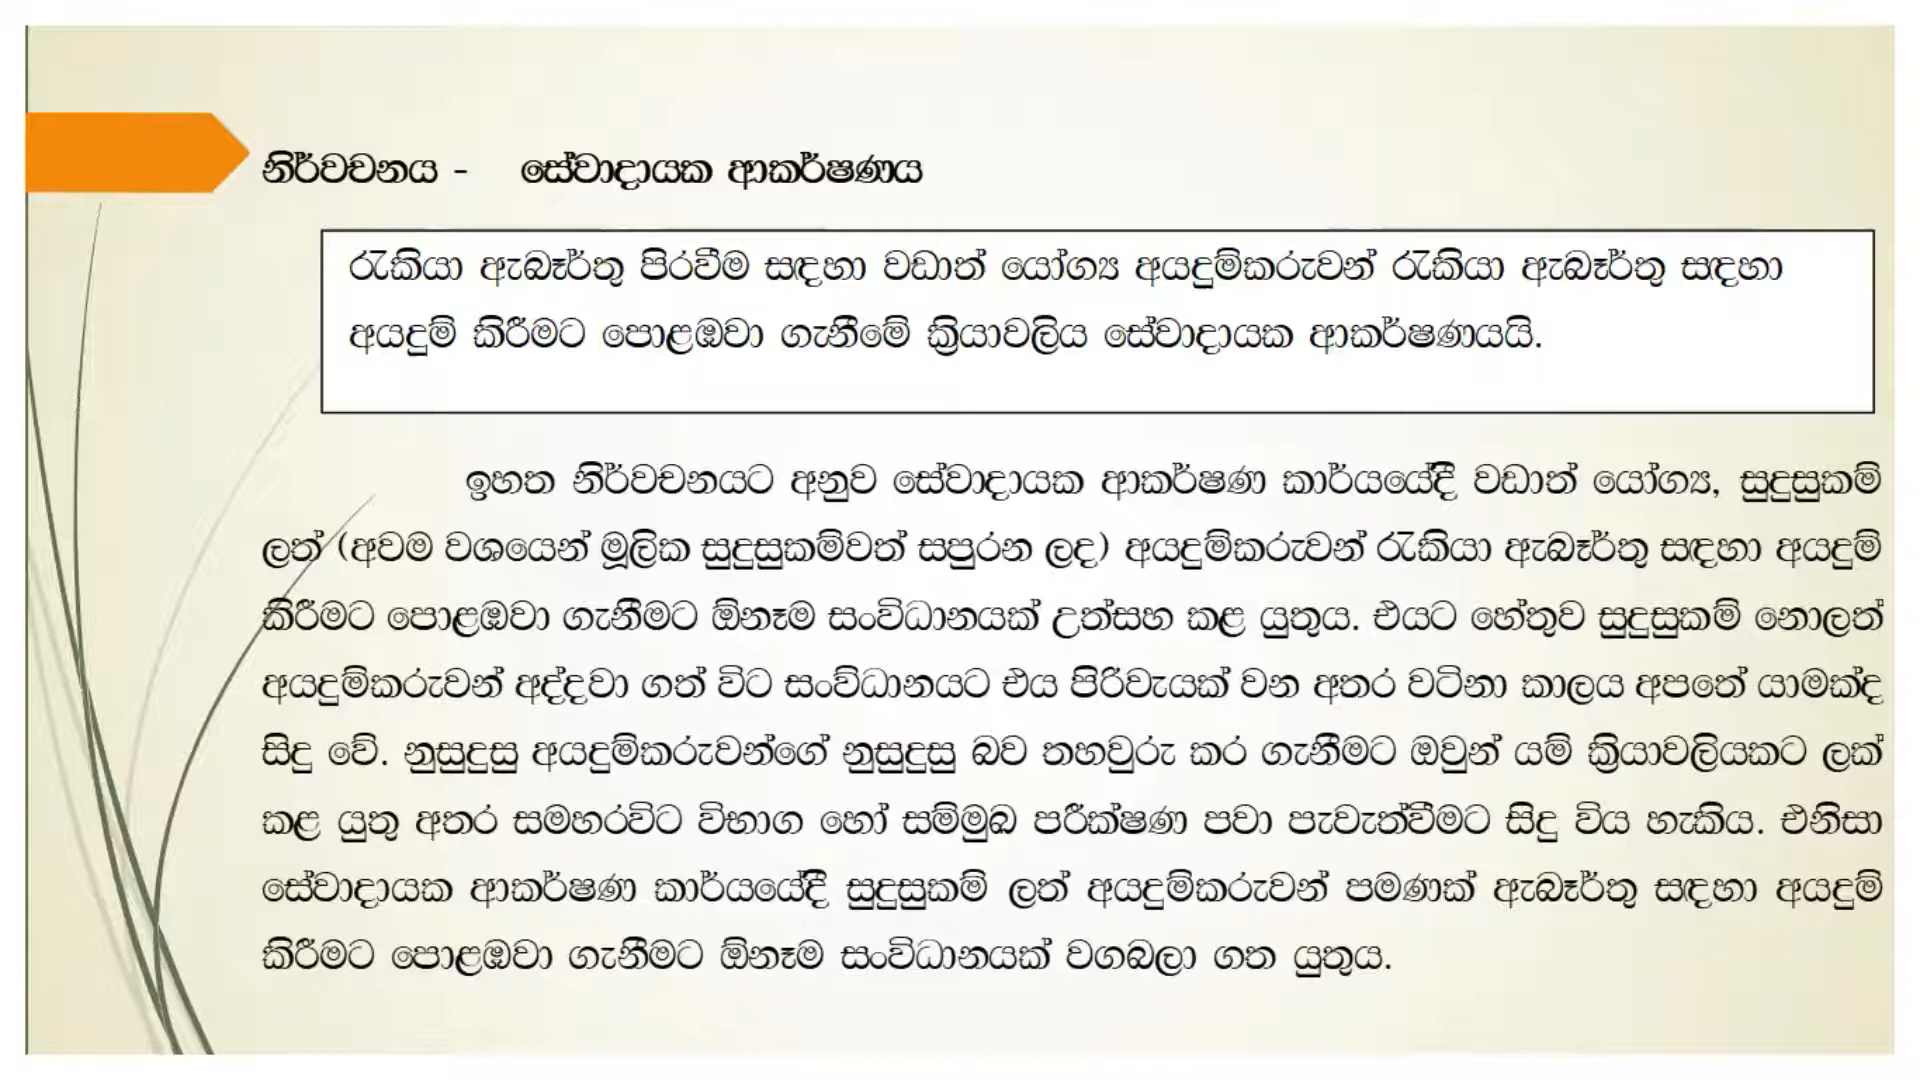 නිර්වචනය - සේවාදායක ආකර්ෂණය
රැකියා ඇබෑර්තු පිරවීම සඳහා වඩාත් යෝග්‍ය අයදුම්කරුවන් රැකියා ඇබෑර්තු සඳහා
අයදුම් කිරීමට පොළඹවා ගැනීමේ ක්‍රියාවලිය සේවාදායක ආකර්ෂණයයි.
ඉහත නිර්වචනයට අනුව සේවාදායක ආකර්ෂණ කාර්යයේදී වඩාත් යෝග්‍ය, සුදුසුකම්
ලත් (අවම වශයෙන් මූලික සුදුසුකම්වත් සපුරන ලද) අයදුම්කරුවන් රැකියා ඇබෑර්තු සඳහා අයදුම්
කිරීමට පොළඹවා ගැනීමට ඕනෑම සංවිධානයක් උත්සහ කළ යුතුය. එයට හේතුව සුදුසුකම් නොලත්
අයදුම්කරුවන් අද්දවා ගත් විට සංවිධානයට එය පිරිවැයක් වන අතර වටිනා කාලය අපතේ යාමක්ද
සිදු වේ. නුසුදුසු අයදුම්කරුවන්ගේ නුසුදුසු බව තහවුරු කර ගැනීමට ඔවුන් යම් ක්‍රියාවලියකට ලක්
කළ යුතු අතර සමහරවිට විභාග හෝ සම්මුඛ පරීක්ෂණ පවා පැවැත්වීමට සිදු විය හැකිය. එනිසා
සේවාදායක ආකර්ෂණ කාර්යයේදී සුදුසුකම් ලත් අයදුම්කරුවන් පමණක් ඇබෑර්තු සඳහා අයදුම්
කිරීමට පොළඹවා ගැනීමට ඕනෑම සංවිධානයක් වගබලා ගත යුතුය.